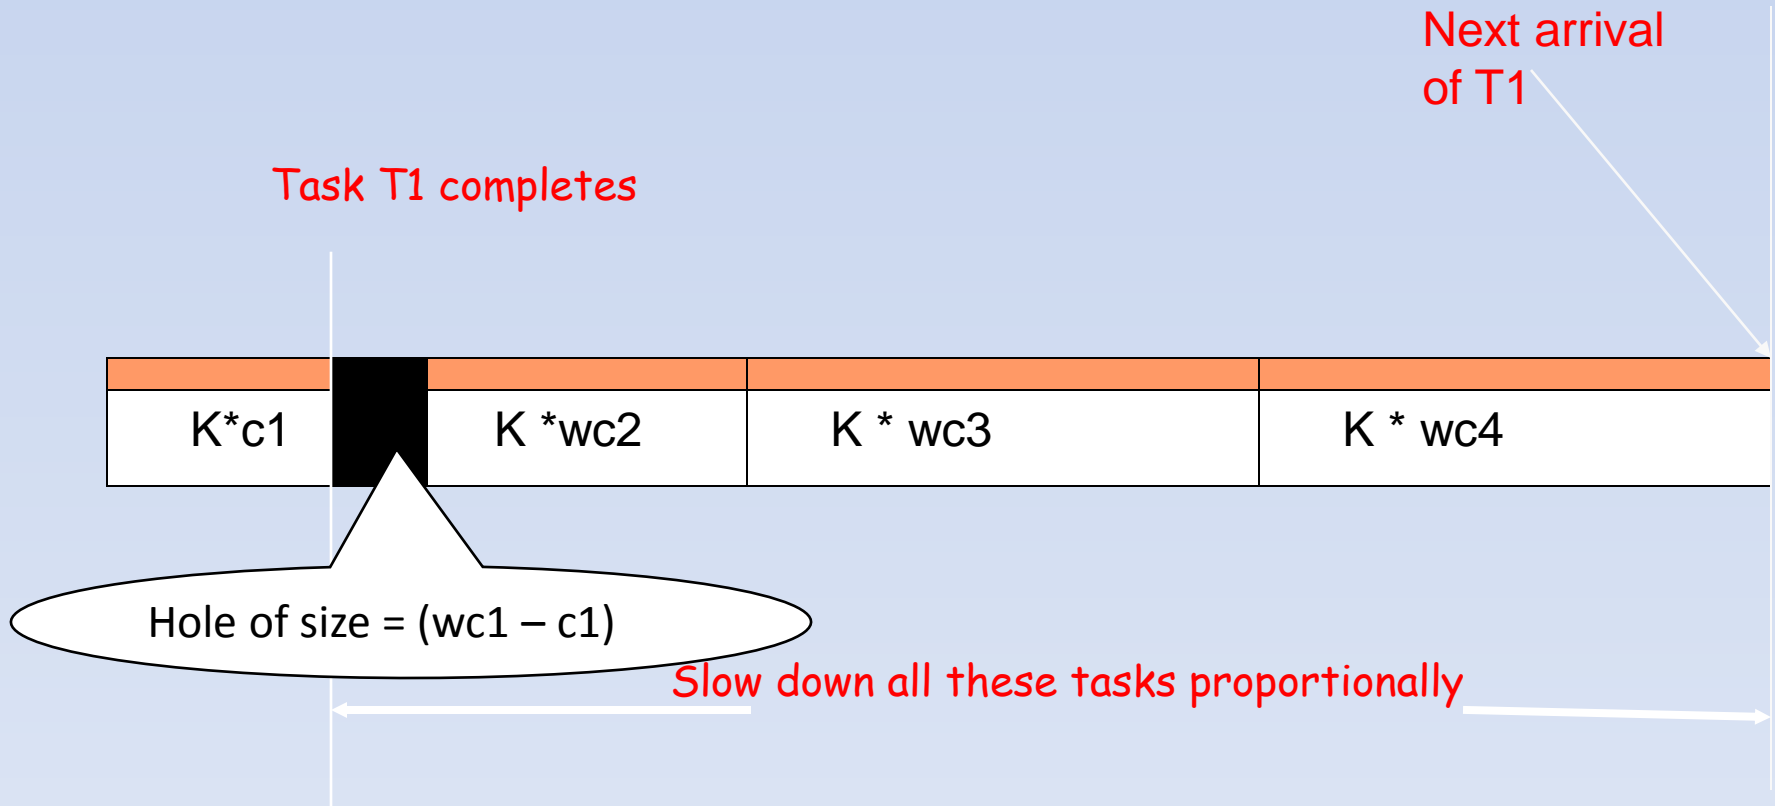 Next arrival
of T1
Task T1 completes
K*c1
K *wc2
K * wc3
K * wc4
Hole of size = (wc1 – c1)
Slow down all these tasks proportionally